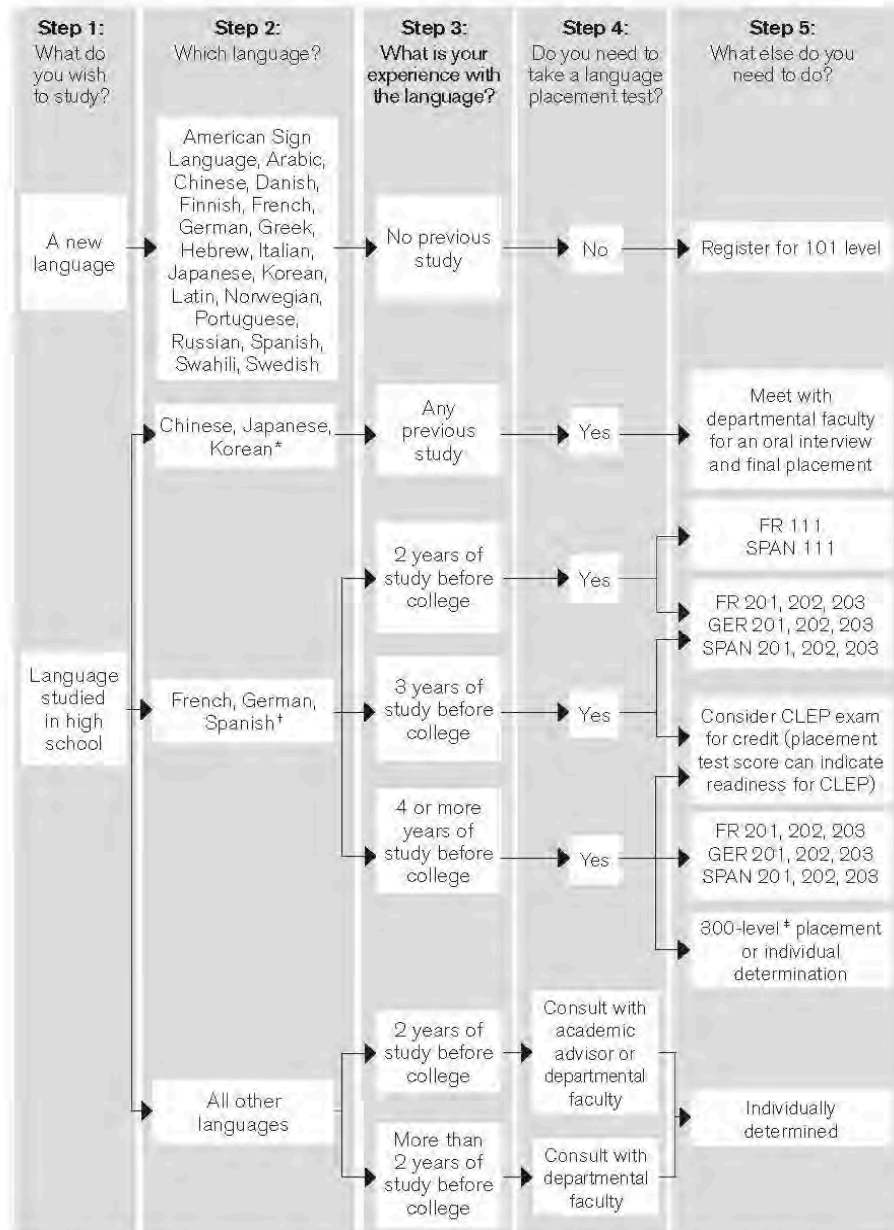 Step 1:
What do
you wish
to study?
Step 2:
Which language?
Step 3:
What is your
experience with
the language?
Step 4:
Do you need to
take a language
placement test?
Step 5:
What else do you
need to do?
A new
language
American Sign
Language, Arabic,
Chinese, Danish,
Finnish, French,
German, Greek,
Hebrew, Italian,
Japanese, Korean,
Latin, Norwegian,
Portuguese,
Russian, Spanish,
Swahili, Swedish
No previous
study
No
Register for 101 level
Language
studied
in high
school
Chinese, Japanese,
Korean*
Any
previous
study
Yes
Meet with
departmental faculty
for an oral interview
and final placement
French, German,
Spanish†
2 years of
study before
college
Yes
FR 111
SPAN 111
FR 201, 202, 203
GER 201, 202, 203
SPAN 201, 202, 203
3 years of
study before
college
Yes
Consider CLEP exam
for credit (placement
test score can indicate
readiness for CLEP)
4 or more
years of
study before
college
Yes
FR 201, 202, 203
GER 201, 202, 203
SPAN 201, 202, 203
300-level‡ placement
or individual
determination
All other
languages
2 years of
study before
college
Consult with
academic
advisor or
departmental
faculty
Individually
determined
More than
2 years of
study before
college
Consult with
departmental
faculty